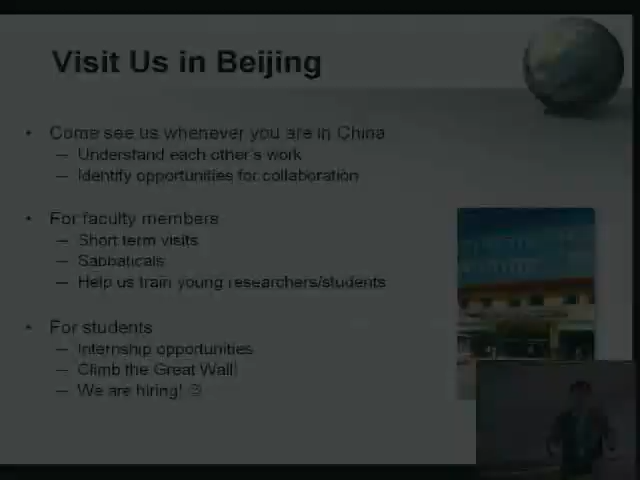 Visit Us in Beijing
• Come see us whenever you are in China
– Understand each other's work
– Identify opportunities for collaboration
• For faculty members
– Short term visits
– Sabbaticals
– Help us train young researchers/students
• For students
– Internship opportunities
– Climb the Great Wall!
– We are hiring! ☺